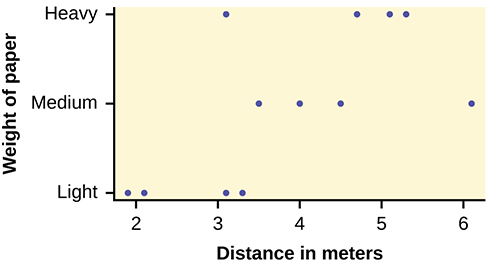 Weight of paper
Heavy
Medium
Light
2 3 4 5 6
Distance in meters